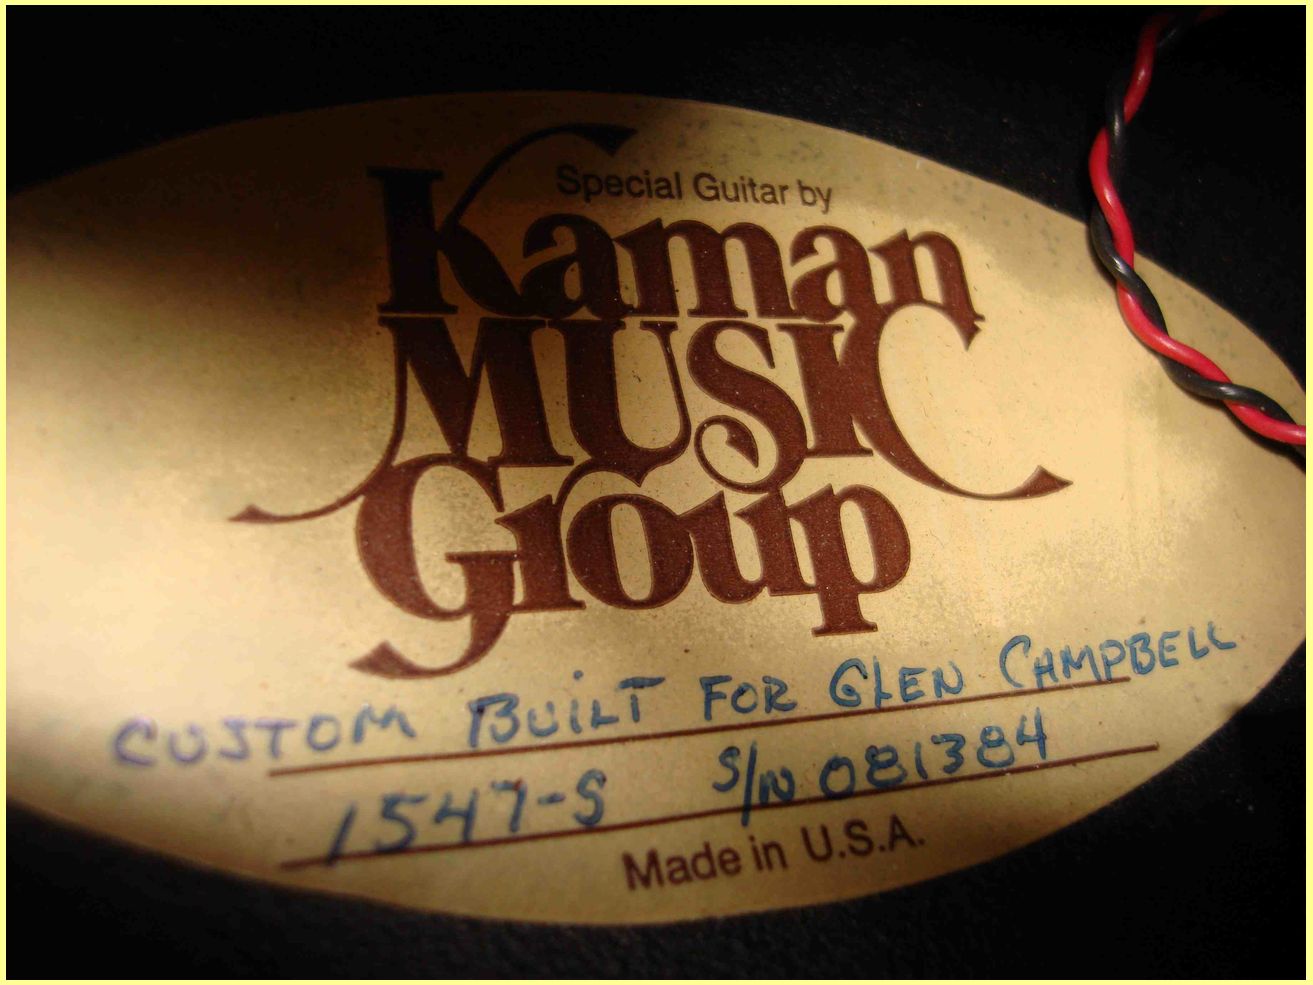 Special Guitar by
Kaman
MUSIC
Group
CUSTOM BUILT FOR GLEN CAMPBELL
1547-S S/N 081384
Made in U.S.A.